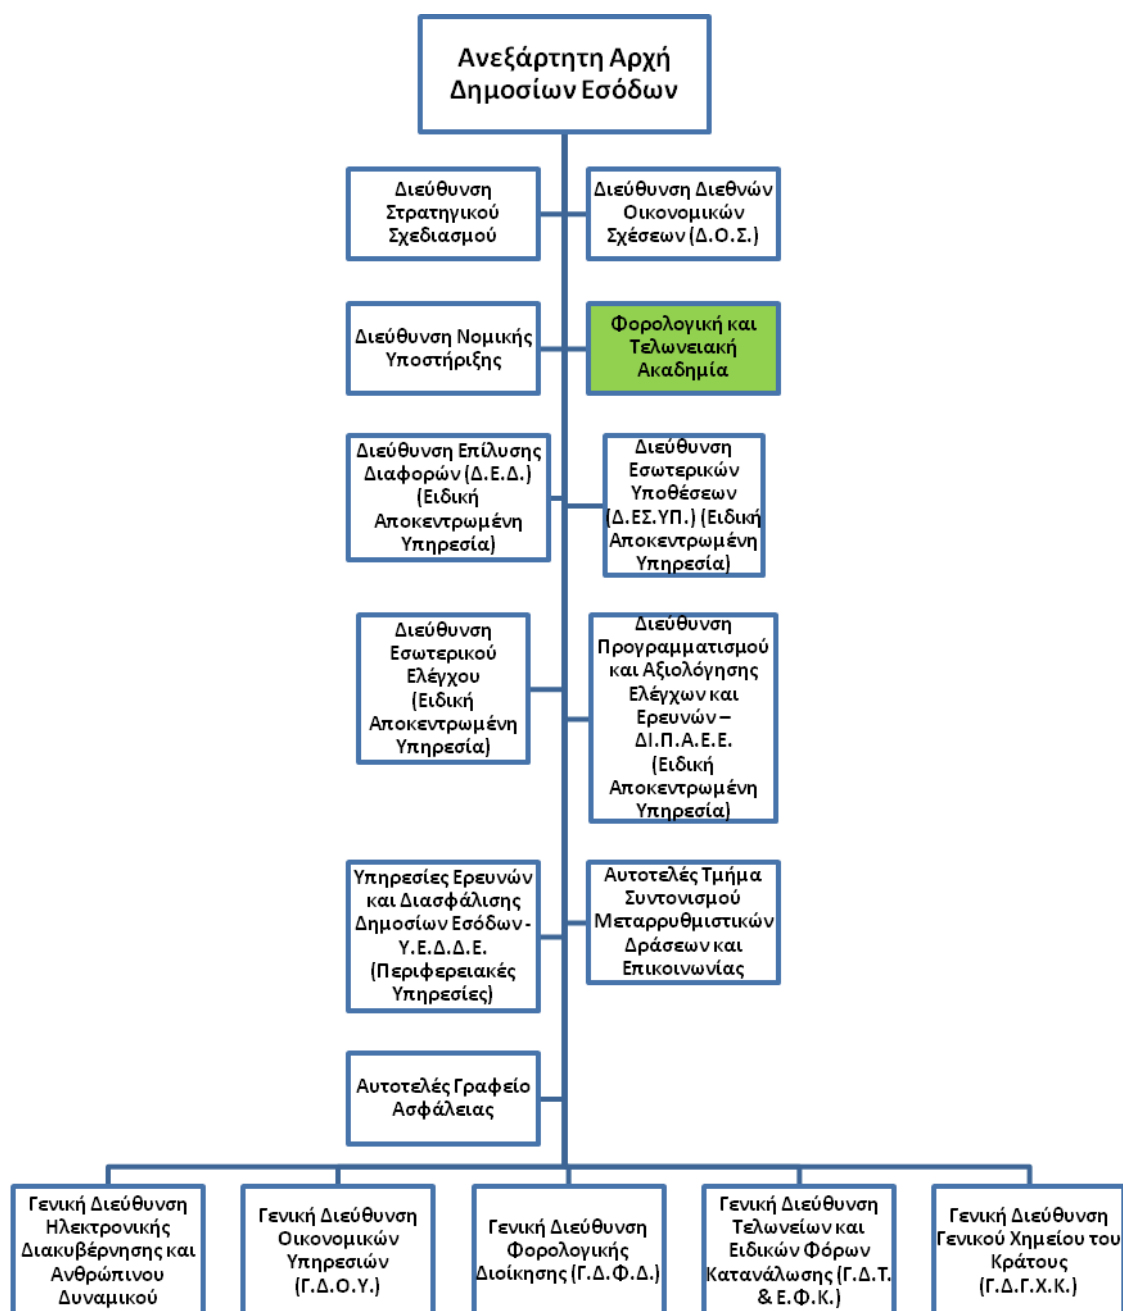 Ανεξάρτητη Αρχή
Δημοσίων Εσόδων
Διεύθυνση
Στρατηγικού
Σχεδιασμού
Διεύθυνση Διεθνών
Οικονομικών
Σχέσεων (Δ.Ο.Σ.)
Διεύθυνση Νομικής
Υποστήριξης
Φορολογική και
Τελωνειακή
Ακαδημία
Διεύθυνση Επίλυσης
Διαφορών (Δ.Ε.Δ.)
(Ειδική
Αποκεντρωμένη
Υπηρεσία)
Διεύθυνση
Εσωτερικών
Υποθέσεων
(Δ.ΕΣ.ΥΠ.) (Ειδική
Αποκεντρωμένη
Υπηρεσία)
Διεύθυνση
Εσωτερικού
Ελέγχου
(Ειδική
Αποκεντρωμένη
Υπηρεσία)
Διεύθυνση
Προγραμματισμού
και Αξιολόγησης
Ελέγχων και
Ερευνών –
ΔΙ.Π.Α.Ε.Ε.
(Ειδική
Αποκεντρωμένη
Υπηρεσία)
Υπηρεσίες Ερευνών
και Διασφάλισης
Δημοσίων Εσόδων -
Υ.Ε.Δ.Δ.Ε.
(Περιφερειακές
Υπηρεσίες)
Αυτοτελές Τμήμα
Συντονισμού
Μεταρρυθμιστικών
Δράσεων και
Επικοινωνίας
Αυτοτελές Γραφείο
Ασφάλειας
Γενική Διεύθυνση
Ηλεκτρονικής
Διακυβέρνησης και
Ανθρώπινου
Δυναμικού
Γενική Διεύθυνση
Οικονομικών
Υπηρεσιών
(Γ.Δ.Ο.Υ.)
Γενική Διεύθυνση
Φορολογικής
Διοίκησης (Γ.Δ.Φ.Δ.)
Γενική Διεύθυνση
Τελωνείων και
Ειδικών Φόρων
Κατανάλωσης (Γ.Δ.Τ.
& Ε.Φ.Κ.)
Γενική Διεύθυνση
Γενικού Χημείου του
Κράτους
(Γ.Δ.Γ.Χ.Κ.)